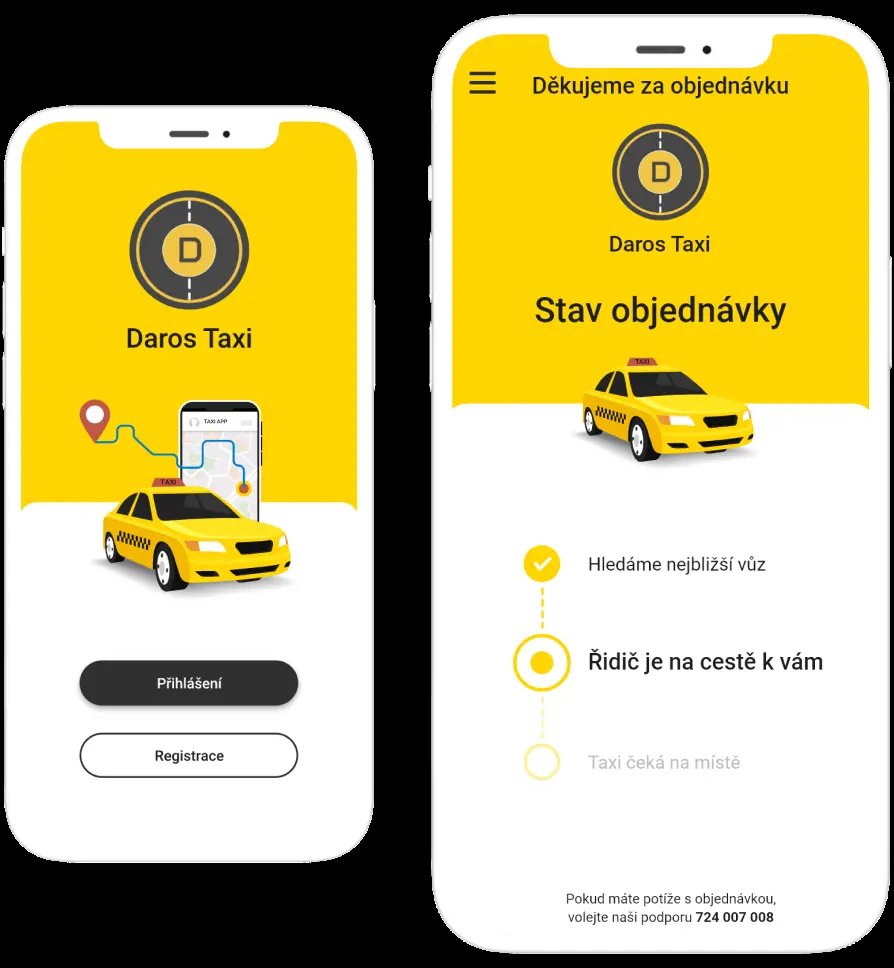 D
Daros Taxi
TAXI APP
TAXI
Přihlášení
Registrace
Děkujeme za objednávku
D
Daros Taxi
Stav objednávky
TAXI
Hledáme nejbližší vůz
Řidič je na cestě k vám
Taxi čeká na místě
Pokud máte potíže s objednávkou,
volejte naši podporu 724 007 008